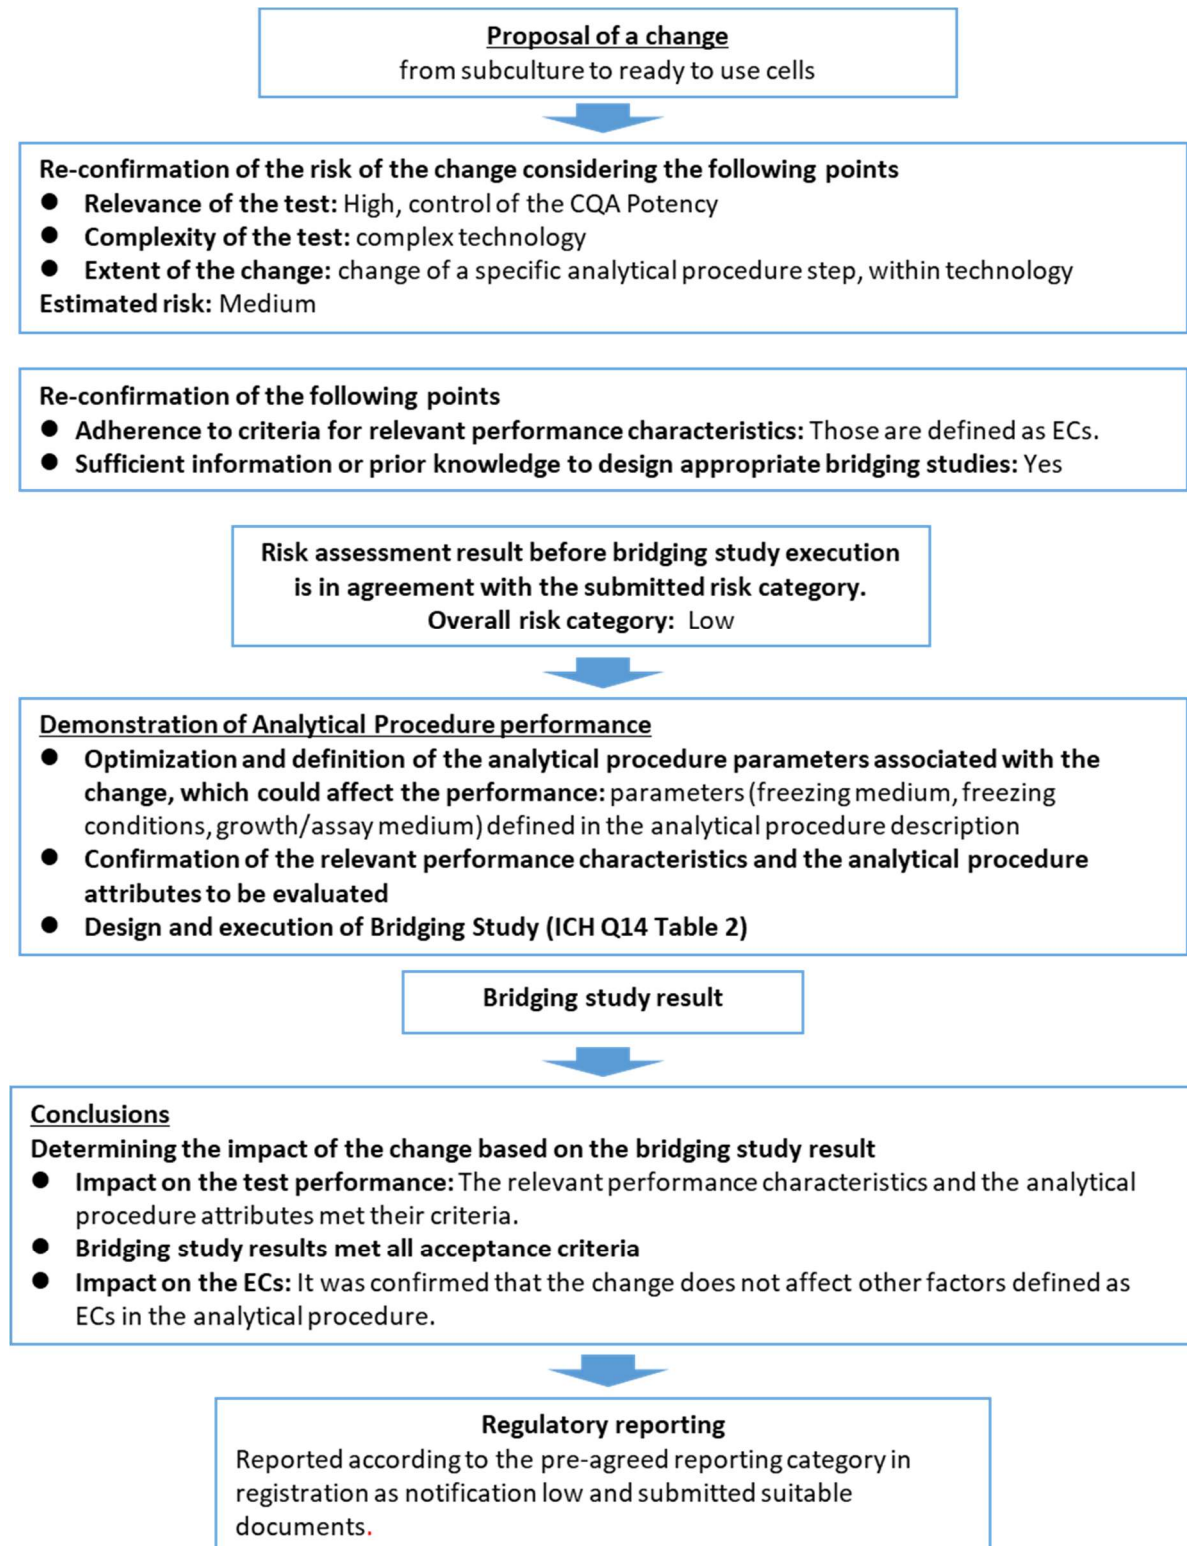 Proposal of a change
from subculture to ready to use cells
Re-confirmation of the risk of the change considering the following points
● Relevance of the test: High, control of the CQA Potency
● Complexity of the test: complex technology
● Extent of the change: change of a specific analytical procedure step, within technology
Estimated risk: Medium
Re-confirmation of the following points
● Adherence to criteria for relevant performance characteristics: Those are defined as ECs.
● Sufficient information or prior knowledge to design appropriate bridging studies: Yes
Risk assessment result before bridging study execution
is in agreement with the submitted risk category.
Overall risk category: Low
Demonstration of Analytical Procedure performance
● Optimization and definition of the analytical procedure parameters associated with the
change, which could affect the performance: parameters (freezing medium, freezing
conditions, growth/assay medium) defined in the analytical procedure description
● Confirmation of the relevant performance characteristics and the analytical procedure
attributes to be evaluated
● Design and execution of Bridging Study (ICH Q14 Table 2)
Bridging study result
Conclusions
Determining the impact of the change based on the bridging study result
● Impact on the test performance: The relevant performance characteristics and the analytical
procedure attributes met their criteria.
● Bridging study results met all acceptance criteria
● Impact on the ECs: It was confirmed that the change does not affect other factors defined as
ECs in the analytical procedure.
Regulatory reporting
Reported according to the pre-agreed reporting category in
registration as notification low and submitted suitable
documents.